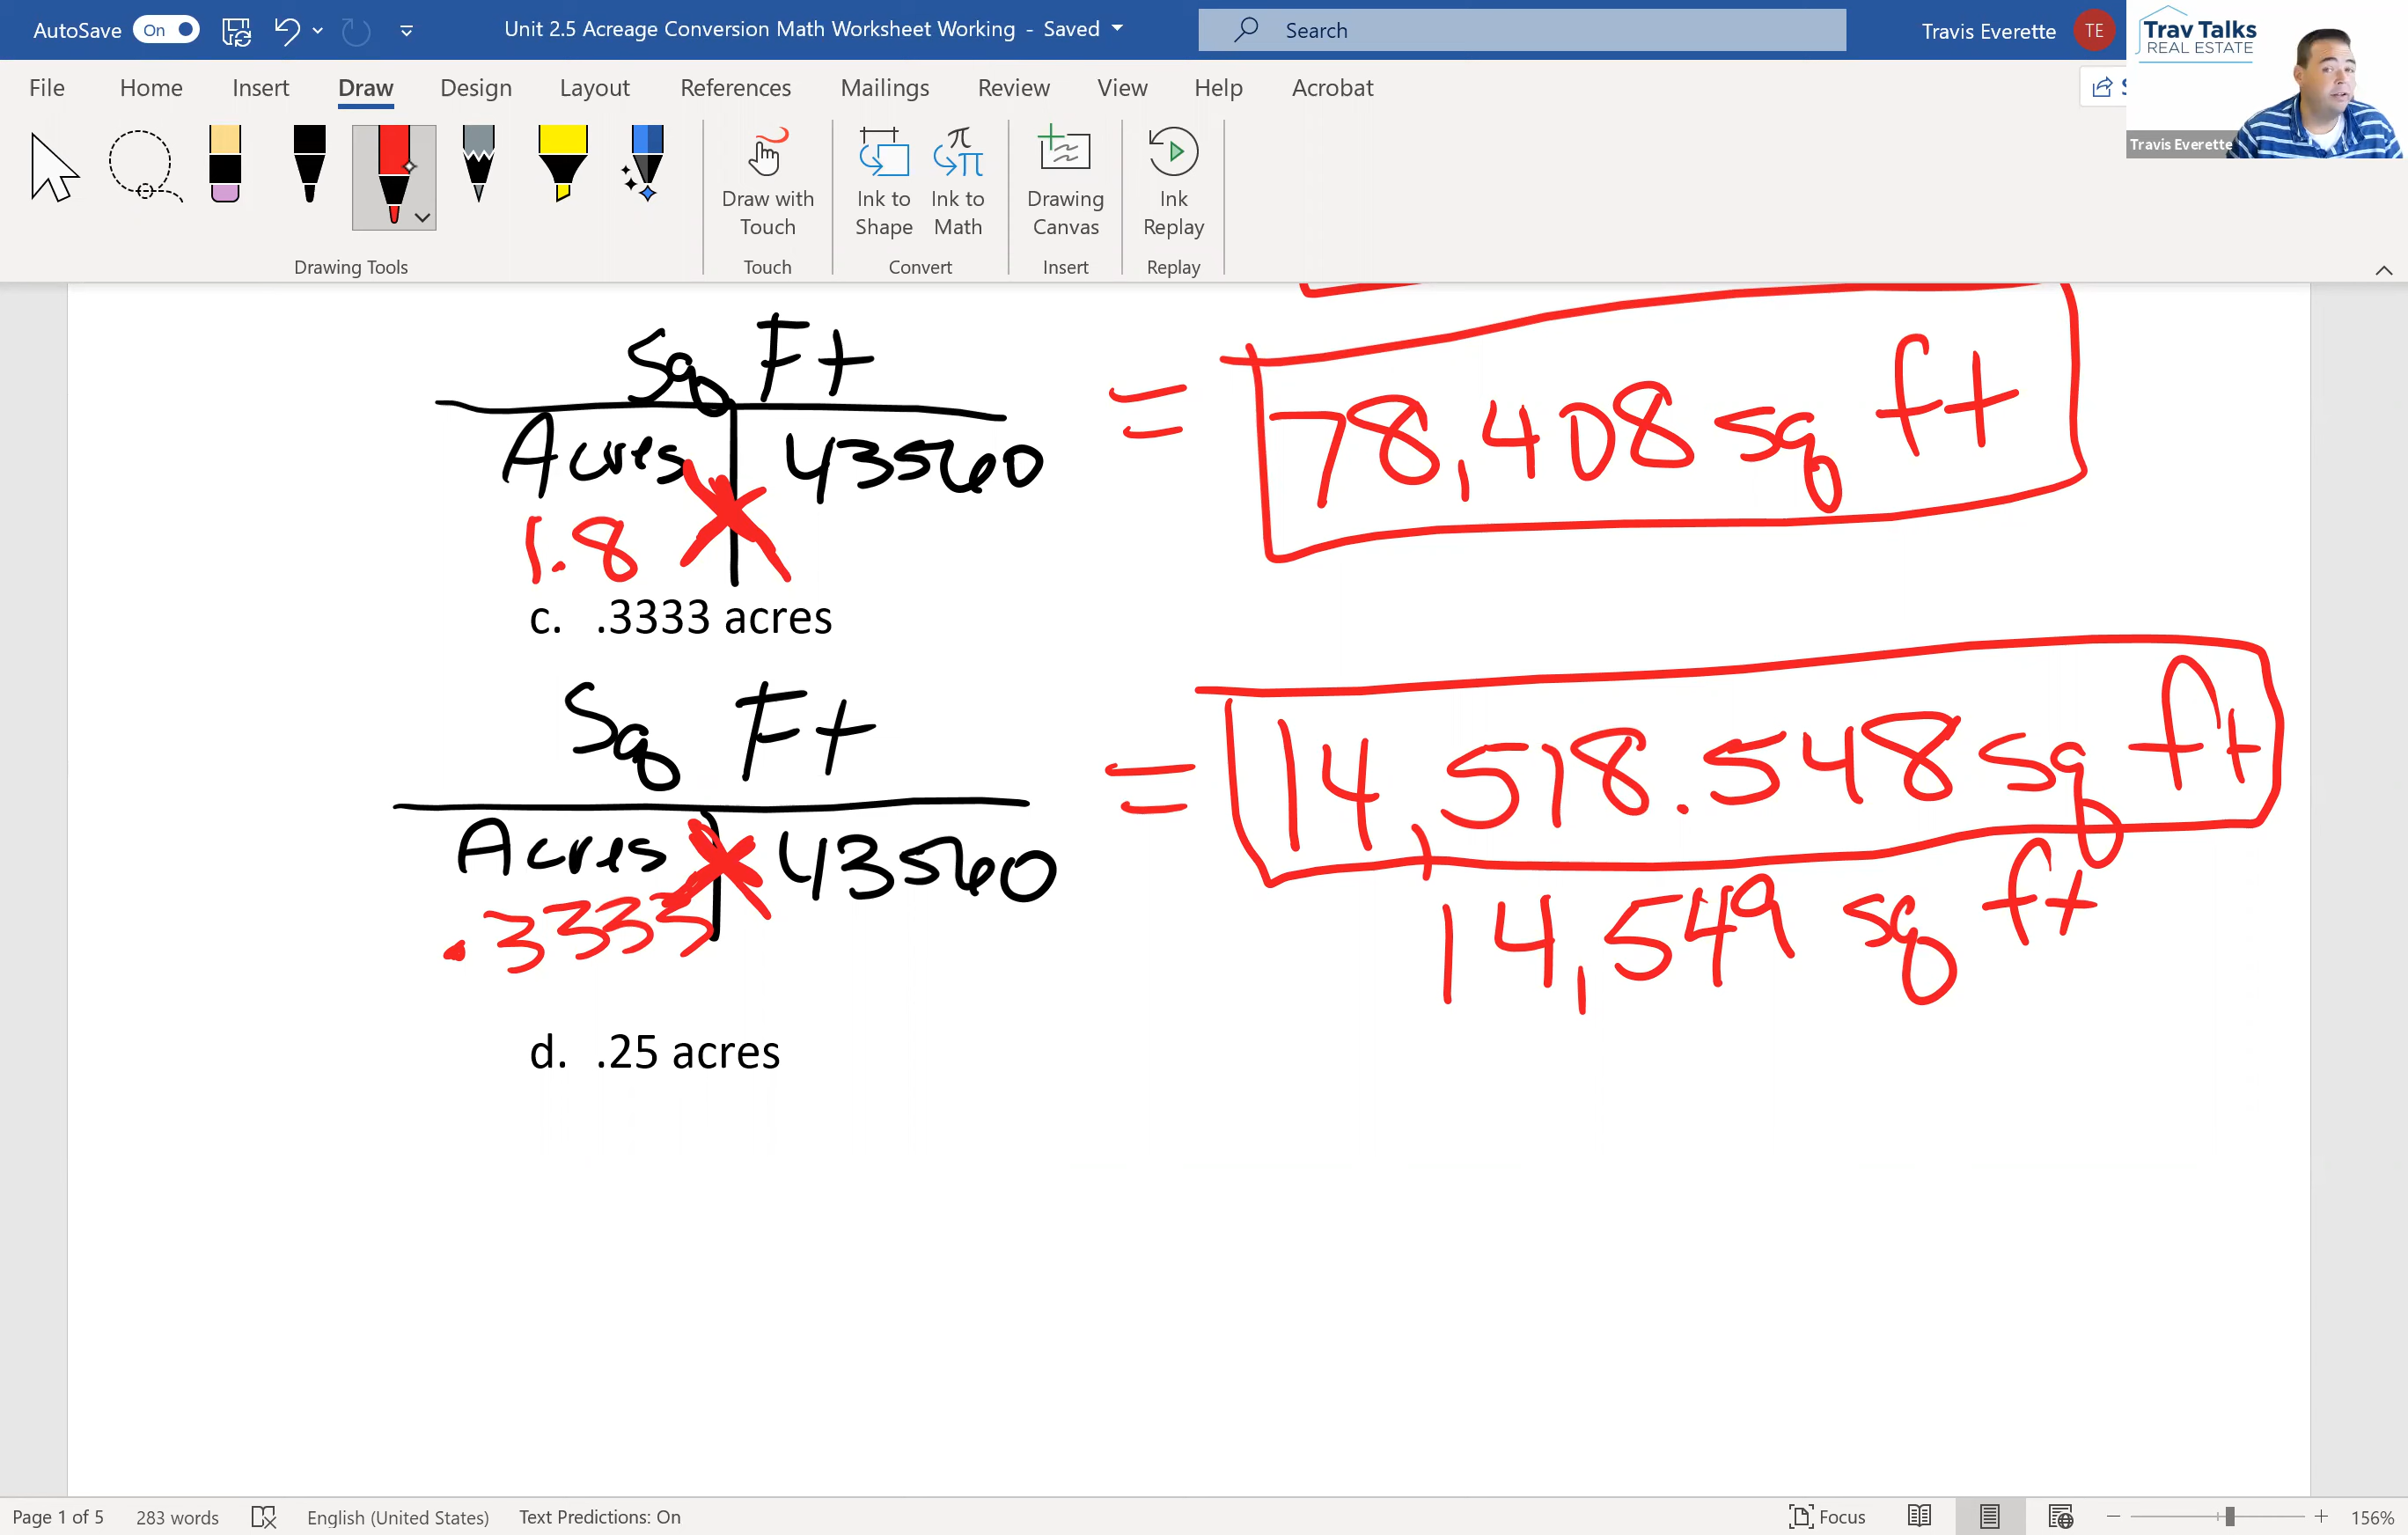 AutoSave On Unit 2.5 Acreage Conversion Math Worksheet Working - Saved Search Travis Everette TE
Trav Talks
REAL ESTATE
Travis Everette
File Home Insert Draw Design Layout References Mailings Review View Help Acrobat
Draw with Touch
Ink to Shape
Ink to Math
Drawing Canvas
Ink Replay
Drawing Tools Touch Convert Insert Replay
Sq Ft
Acres 43560
1.8
= 78,408 sq ft
c. .3333 acres
Sq Ft
Acres 43560
.3333
= 14,518.548 sq ft
14,549 sq ft
d. .25 acres
Page 1 of 5 283 words English (United States) Text Predictions: On Focus 156%